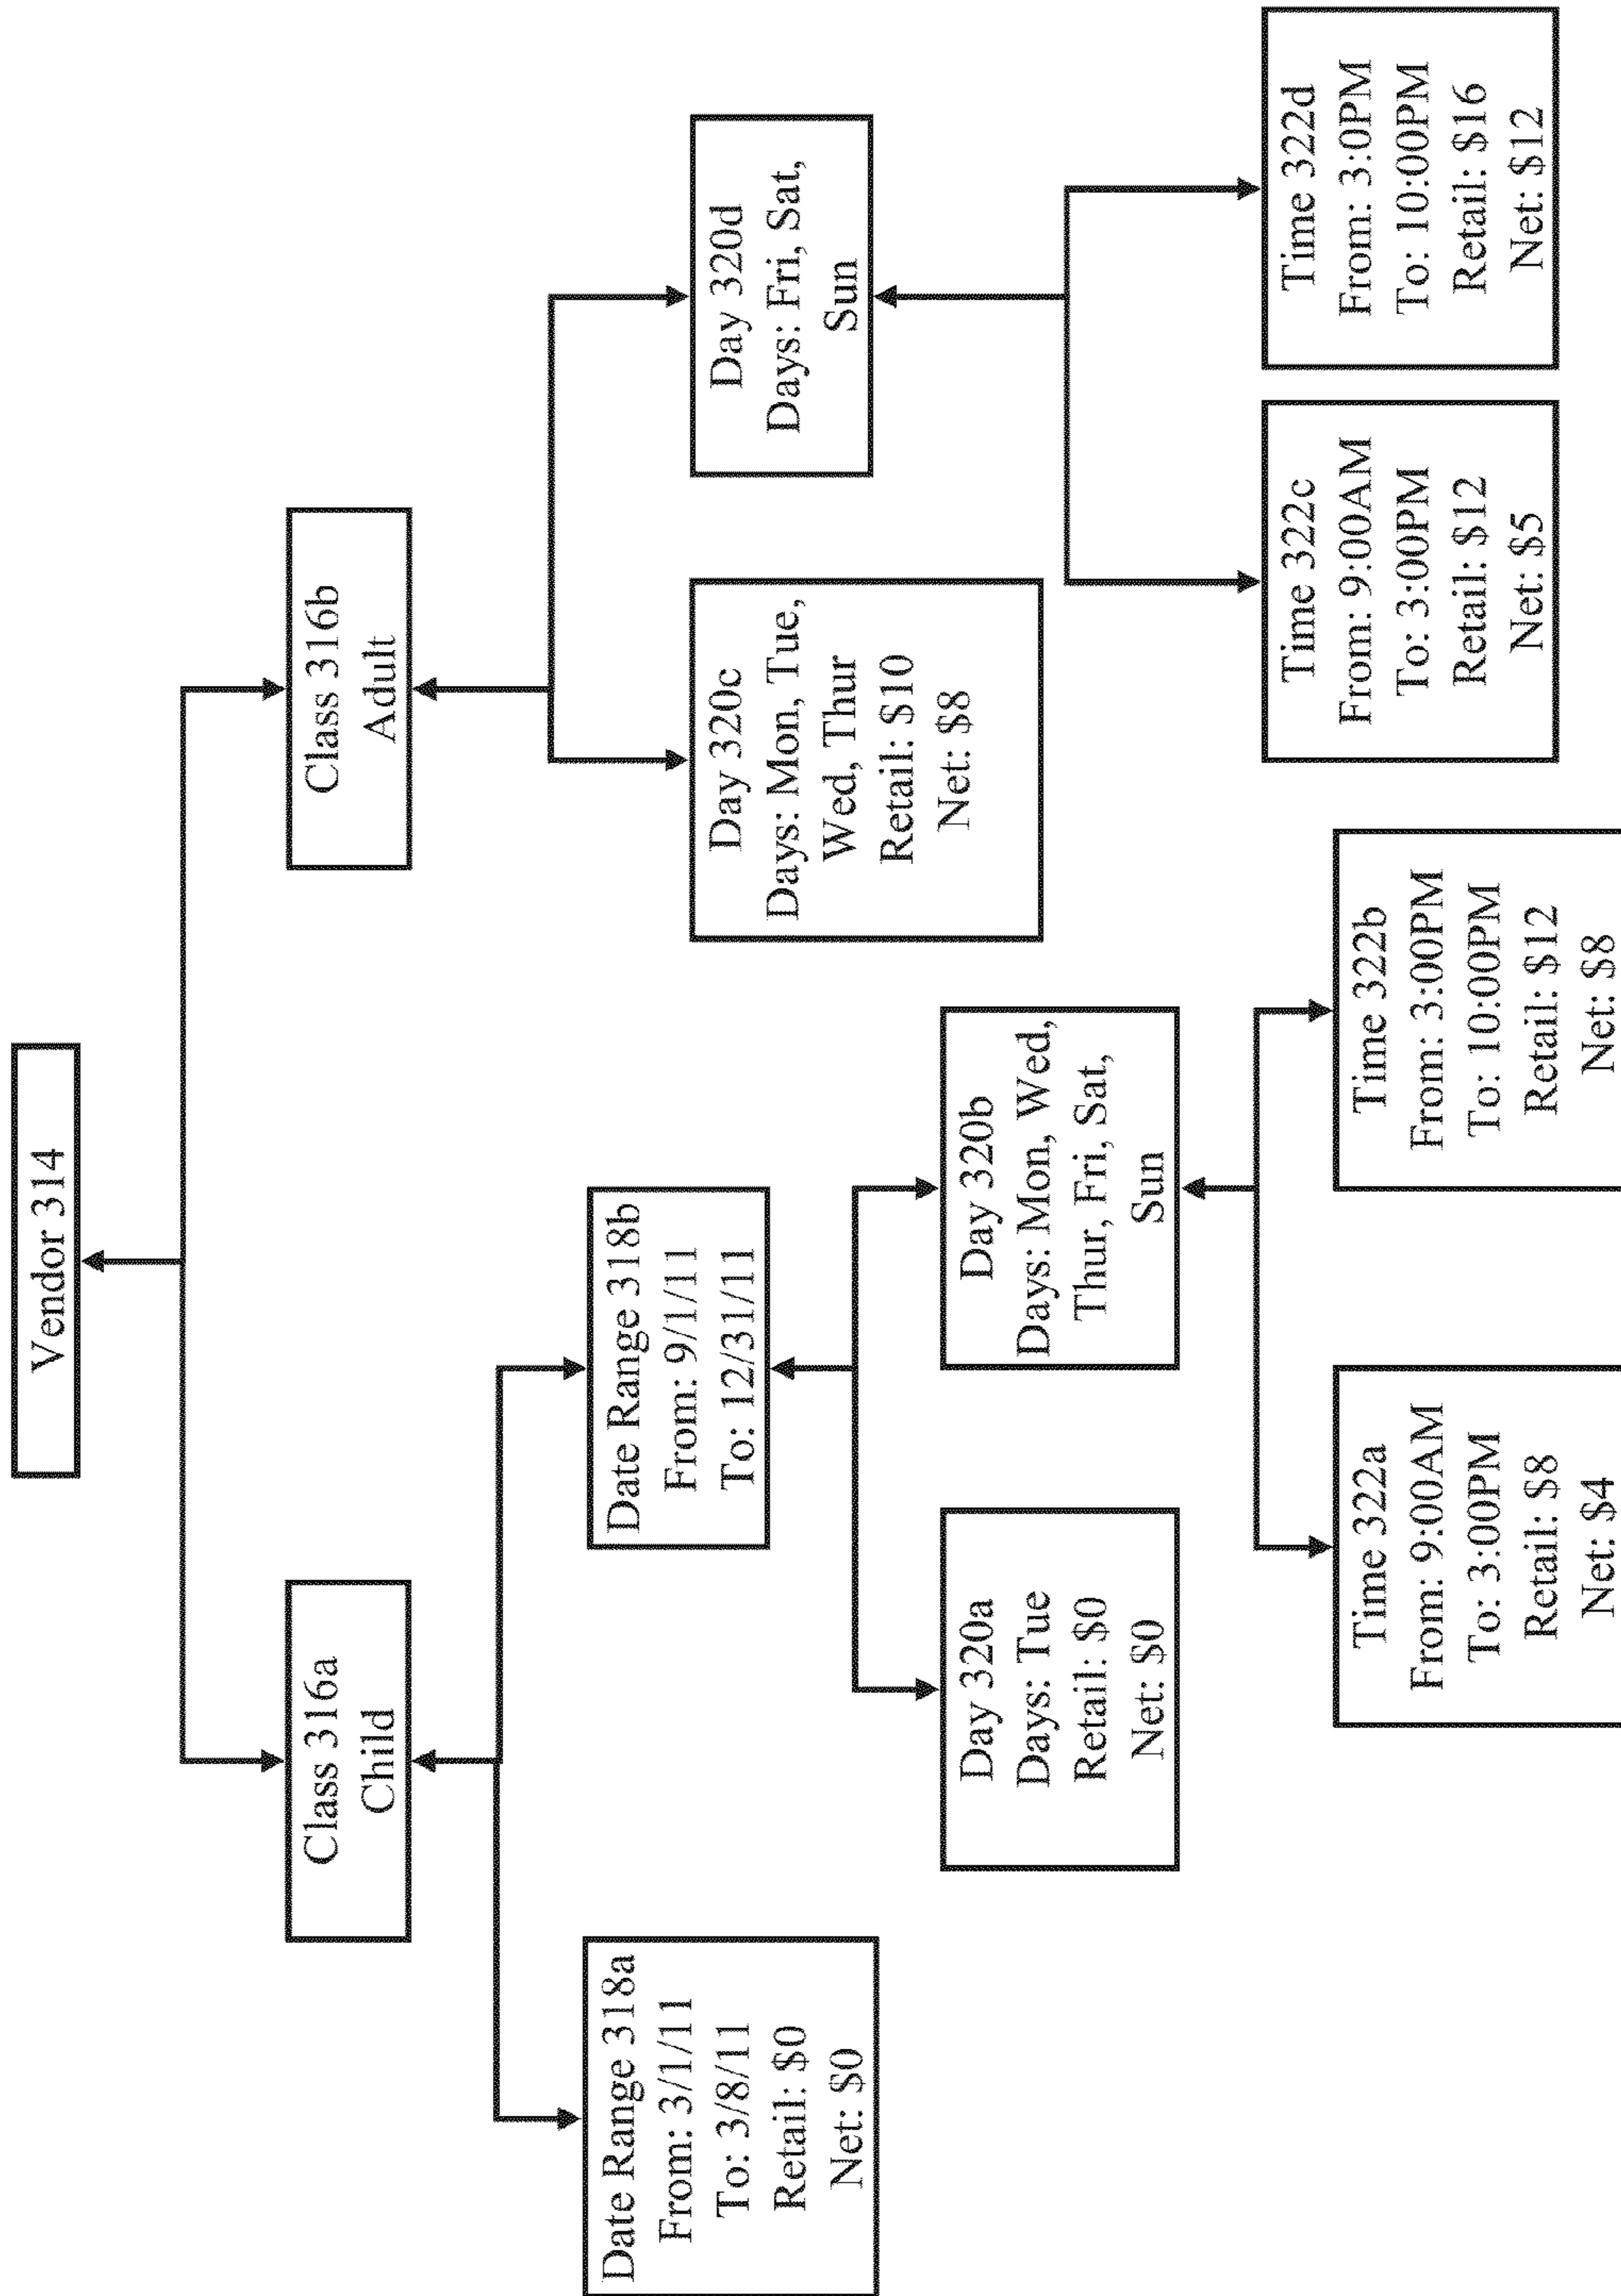 Vendor 314
Class 316a
Child
Class 316b
Adult
Date Range 318a
From: 3/1/11
To: 3/8/11
Retail: $0
Net: $0
Date Range 318b
From: 9/1/11
To: 12/31/11
Day 320c
Days: Mon, Tue,
Wed, Thur
Retail: $10
Net: $8
Day 320d
Days: Fri, Sat,
Sun
Day 320a
Days: Tue
Retail: $0
Net: $0
Day 320b
Days: Mon, Wed,
Thur, Fri, Sat,
Sun
Time 322a
From: 9:00AM
To: 3:00PM
Retail: $8
Net: $4
Time 322b
From: 3:00PM
To: 10:00PM
Retail: $12
Net: $8
Time 322c
From: 9:00AM
To: 3:00PM
Retail: $12
Net: $5
Time 322d
From: 3:0PM
To: 10:00PM
Retail: $16
Net: $12